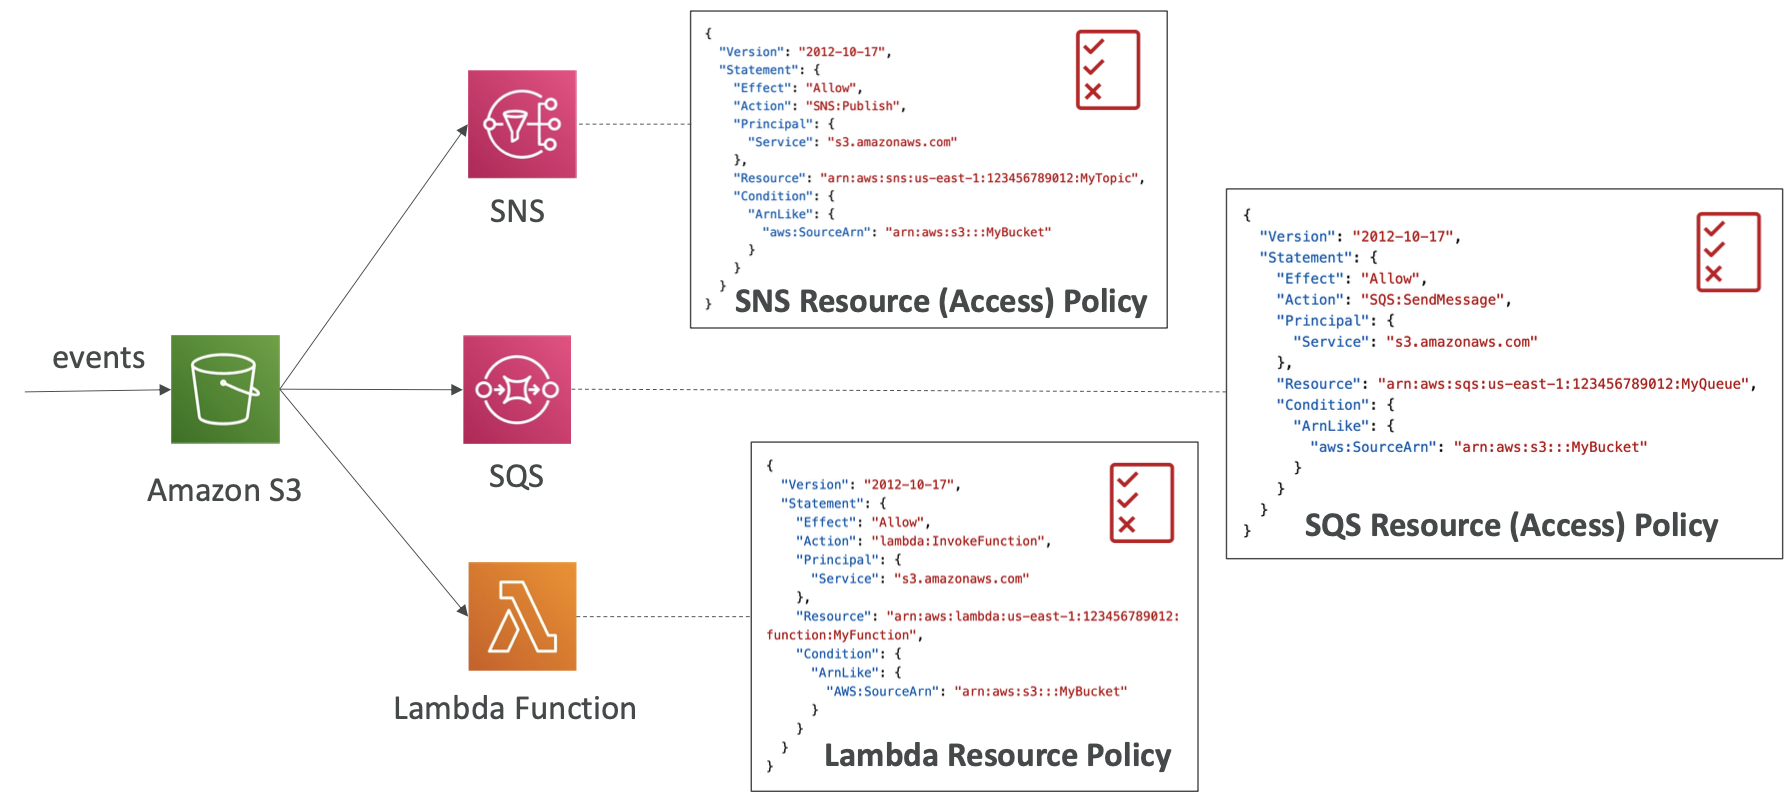 events
Amazon S3
SNS
SQS
Lambda Function
{
"Version": "2012-10-17",
"Statement": {
"Effect": "Allow",
"Action": "SNS:Publish",
"Principal": {
"Service": "s3.amazonaws.com"
},
"Resource": "arn:aws:sns:us-east-1:123456789012:MyTopic",
"Condition": {
"ArnLike": {
"aws:SourceArn": "arn:aws:s3:::MyBucket"
}
}
}
}
SNS Resource (Access) Policy
{
"Version": "2012-10-17",
"Statement": {
"Effect": "Allow",
"Action": "SQS:SendMessage",
"Principal": {
"Service": "s3.amazonaws.com"
},
"Resource": "arn:aws:sqs:us-east-1:123456789012:MyQueue",
"Condition": {
"ArnLike": {
"aws:SourceArn": "arn:aws:s3:::MyBucket"
}
}
}
}
SQS Resource (Access) Policy
{
"Version": "2012-10-17",
"Statement": {
"Effect": "Allow",
"Action": "lambda:InvokeFunction",
"Principal": {
"Service": "s3.amazonaws.com"
},
"Resource": "arn:aws:lambda:us-east-1:123456789012:
function:MyFunction",
"Condition": {
"ArnLike": {
"AWS:SourceArn": "arn:aws:s3:::MyBucket"
}
}
}
}
Lambda Resource Policy